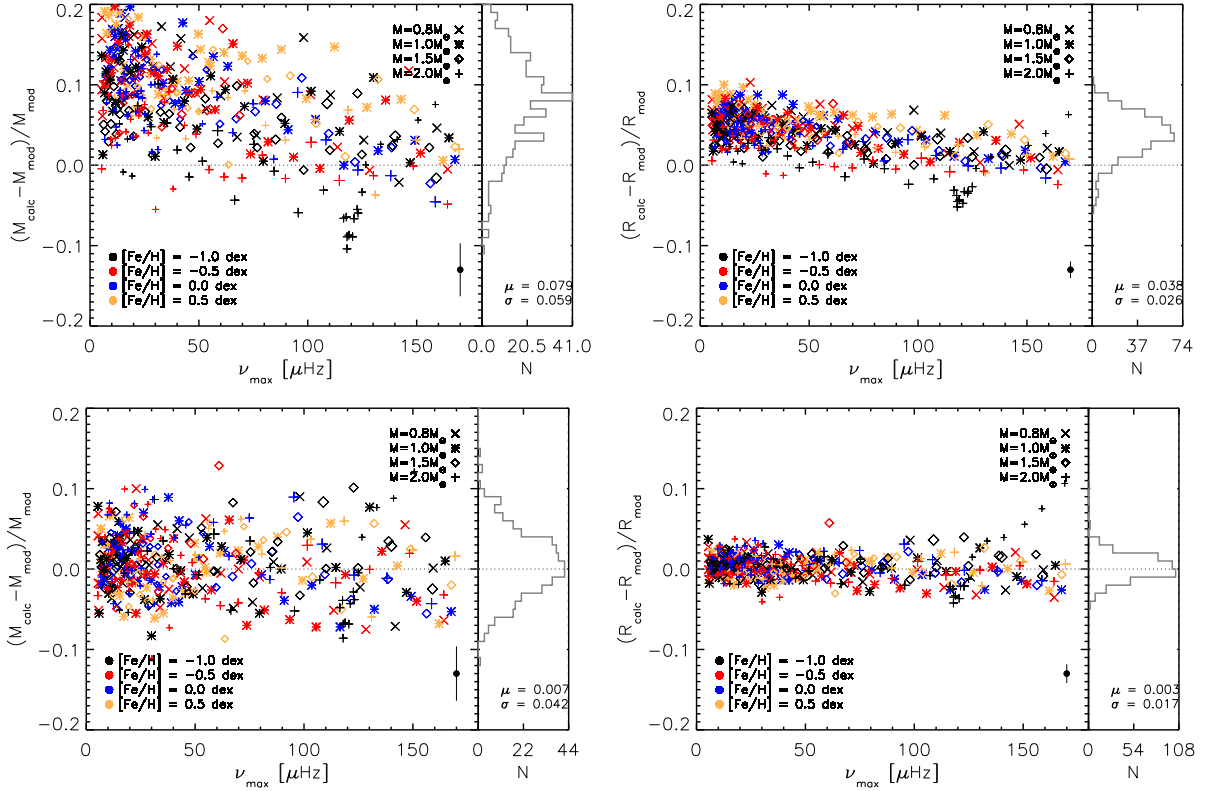 0.2
0.1
0.0
−0.1
−0.2
(M_calc−M_mod)/M_mod
M=0.8M⊙ ×
M=1.0M⊙ ✳
M=1.5M⊙ ◇
M=2.0M⊙ +
[Fe/H] = −1.0 dex
[Fe/H] = −0.5 dex
[Fe/H] = 0.0 dex
[Fe/H] = 0.5 dex
μ = 0.079
σ = 0.059
0 50 100 150
0.0 20.5 41.0
ν_max [μHz]
N
0.2
0.1
0.0
−0.1
−0.2
(R_calc−R_mod)/R_mod
M=0.8M⊙ ×
M=1.0M⊙ ✳
M=1.5M⊙ ◇
M=2.0M⊙ +
[Fe/H] = −1.0 dex
[Fe/H] = −0.5 dex
[Fe/H] = 0.0 dex
[Fe/H] = 0.5 dex
μ = 0.038
σ = 0.026
0 50 100 150
0 37 74
ν_max [μHz]
N
0.2
0.1
0.0
−0.1
−0.2
(M_calc−M_mod)/M_mod
M=0.8M⊙ ×
M=1.0M⊙ ✳
M=1.5M⊙ ◇
M=2.0M⊙ +
[Fe/H] = −1.0 dex
[Fe/H] = −0.5 dex
[Fe/H] = 0.0 dex
[Fe/H] = 0.5 dex
μ = 0.007
σ = 0.042
0 50 100 150
0 22 44
ν_max [μHz]
N
0.2
0.1
0.0
−0.1
−0.2
(R_calc−R_mod)/R_mod
M=0.8M⊙ ×
M=1.0M⊙ ✳
M=1.5M⊙ ◇
M=2.0M⊙ +
[Fe/H] = −1.0 dex
[Fe/H] = −0.5 dex
[Fe/H] = 0.0 dex
[Fe/H] = 0.5 dex
μ = 0.003
σ = 0.017
0 50 100 150
0 54 108
ν_max [μHz]
N